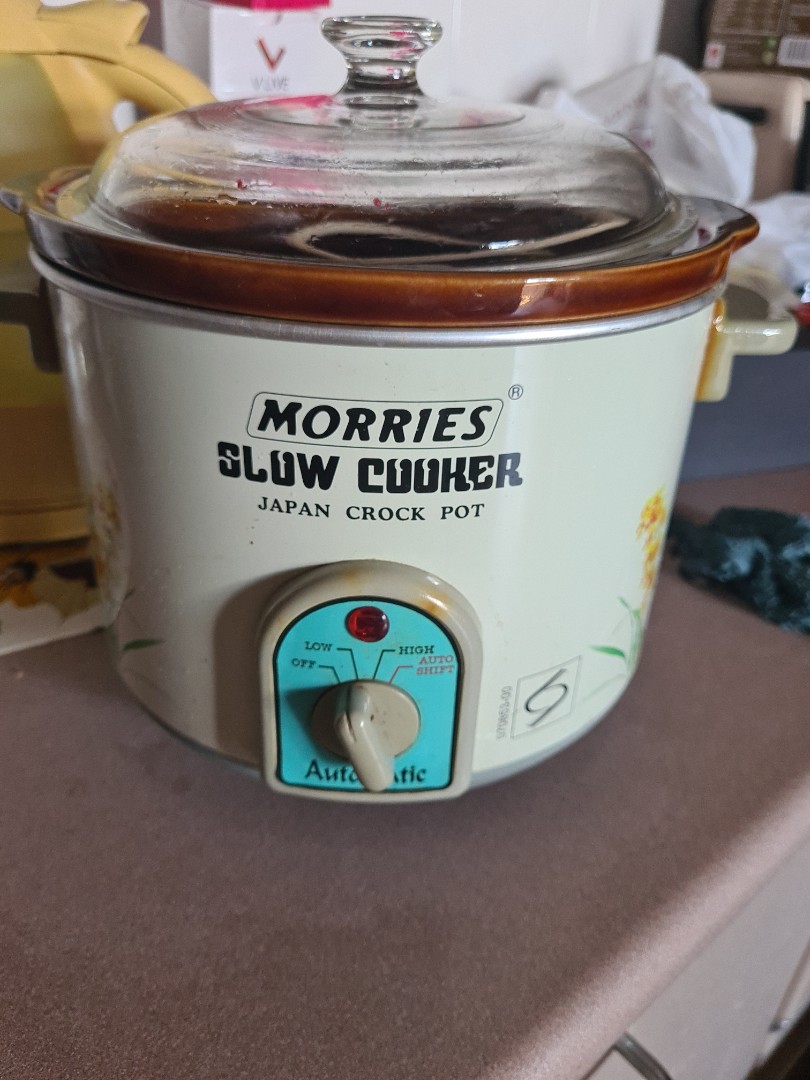 V
MORRIES ®
SLOW COOKER
JAPAN CROCK POT
LOW
HIGH
OFF
AUTO
SHIFT